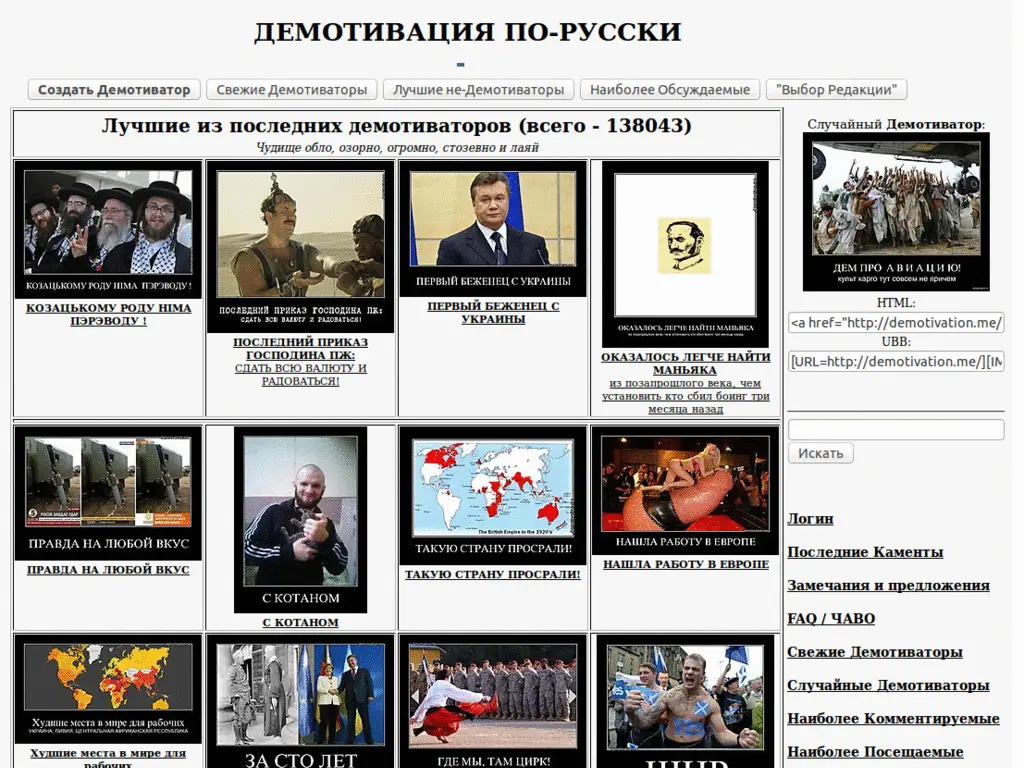 ДЕМОТИВАЦИЯ ПО-РУССКИ
Создать Демотиватор
Свежие Демотиваторы
Лучшие не-Демотиваторы
Наиболее Обсуждаемые
"Выбор Редакции"
Лучшие из последних демотиваторов (всего - 138043)
Чудище обло, озорно, огромно, стозевно и лаяй
КОЗАЦЬКОМУ РОДУ НІМА ПЭРЭВОДУ !
КОЗАЦЬКОМУ РОДУ НІМА
ПЭРЭВОДУ !
ПОСЛЕДНИЙ ПРИКАЗ ГОСПОДИНА ПЖ:
СДАТЬ ВСЮ ВАЛЮТУ И РАДОВАТЬСЯ!
ПОСЛЕДНИЙ ПРИКАЗ
ГОСПОДИНА ПЖ:
СДАТЬ ВСЮ ВАЛЮТУ И
РАДОВАТЬСЯ!
ПЕРВЫЙ БЕЖЕНЕЦ С УКРАИНЫ
ПЕРВЫЙ БЕЖЕНЕЦ С
УКРАИНЫ
ОКАЗАЛОСЬ ЛЕГЧЕ НАЙТИ МАНЬЯКА
ОКАЗАЛОСЬ ЛЕГЧЕ НАЙТИ
МАНЬЯКА
из позапрошлого века, чем
установить кто сбил боинг три
месяца назад
ПРАВДА НА ЛЮБОЙ ВКУС
ПРАВДА НА ЛЮБОЙ ВКУС
С КОТАНОМ
С КОТАНОМ
The British Empire in the 1920's
ТАКУЮ СТРАНУ ПРОСРАЛИ!
ТАКУЮ СТРАНУ ПРОСРАЛИ!
НАШЛА РАБОТУ В ЕВРОПЕ
НАШЛА РАБОТУ В ЕВРОПЕ
Худшие места в мире для рабочих
УКРАИНА, ЛИВИЯ, ЦЕНТРАЛЬНАЯ АФРИКАНСКАЯ РЕСПУБЛИКА
Худшие места в мире для
рабочих
ЗА СТО ЛЕТ
ГДЕ МЫ, ТАМ ЦИРК!
Случайный Демотиватор:
ДЕМ ПРО А В И А Ц И Ю!
культ карго тут совсем не причем
HTML:
<a href="http://demotivation.me/
UBB:
[URL=http://demotivation.me/][IM
Искать
Логин
Последние Каменты
Замечания и предложения
FAQ / ЧАВО
Свежие Демотиваторы
Случайные Демотиваторы
Наиболее Комментируемые
Наиболее Посещаемые